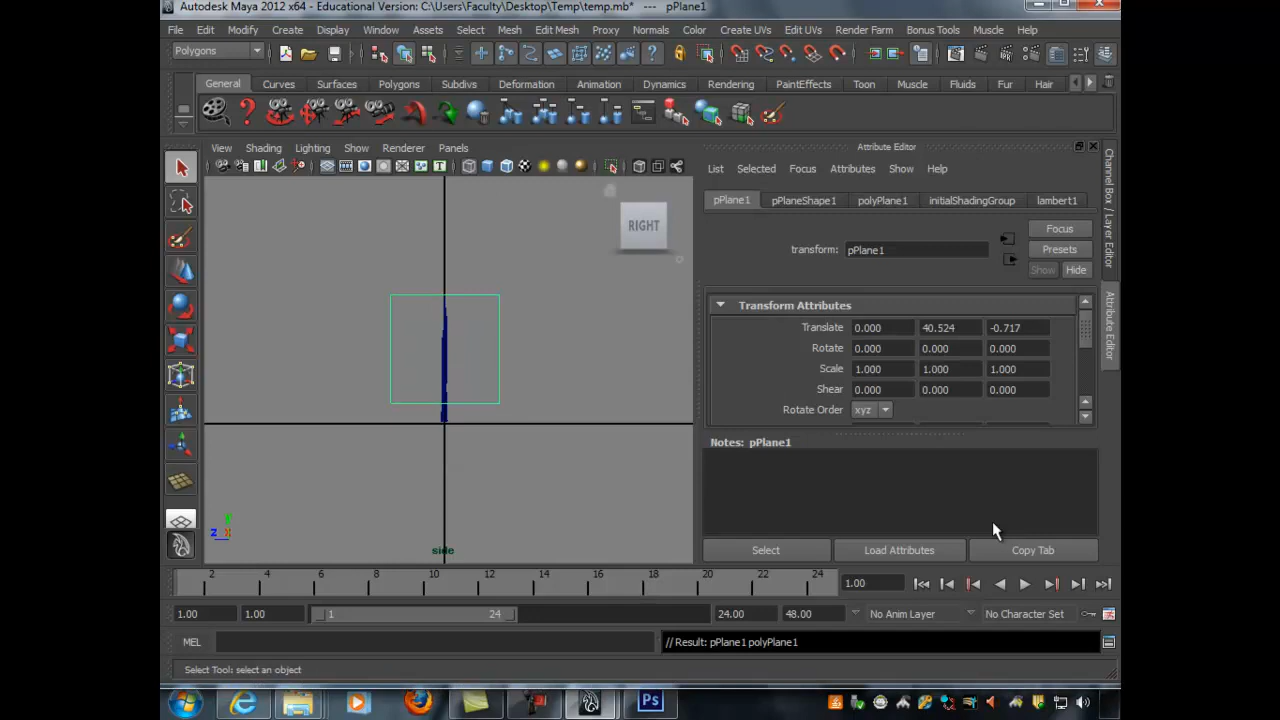 Autodesk Maya 2012 x64 - Educational Version: C:\Users\Faculty\Desktop\Temp\temp.mb* --- pPlane1
File Edit Modify Create Display Window Assets Select Mesh Edit Mesh Proxy Normals Color Create UVs Edit UVs Render Farm Bonus Tools Muscle Help
Polygons
General Curves Surfaces Polygons Subdivs Deformation Animation Dynamics Rendering PaintEffects Toon Muscle Fluids Fur Hair
View Shading Lighting Show Renderer Panels
Attribute Editor
List Selected Focus Attributes Show Help
pPlane1 pPlaneShape1 polyPlane1 initialShadingGroup lambert1
Focus
transform: pPlane1
Presets
Show Hide
RIGHT
Transform Attributes
Translate 0.000 40.524 -0.717
Rotate 0.000 0.000 0.000
Scale 1.000 1.000 1.000
Shear 0.000 0.000 0.000
Rotate Order xyz
Notes: pPlane1
Select Load Attributes Copy Tab
Channel Box / Layer Editor
Attribute Editor
y
z x
side
2 4 6 8 10 12 14 16 18 20 22 24 1.00
1.00 1.00 1 24 24.00 48.00 No Anim Layer No Character Set
MEL // Result: pPlane1 polyPlane1
Select Tool: select an object
Ps